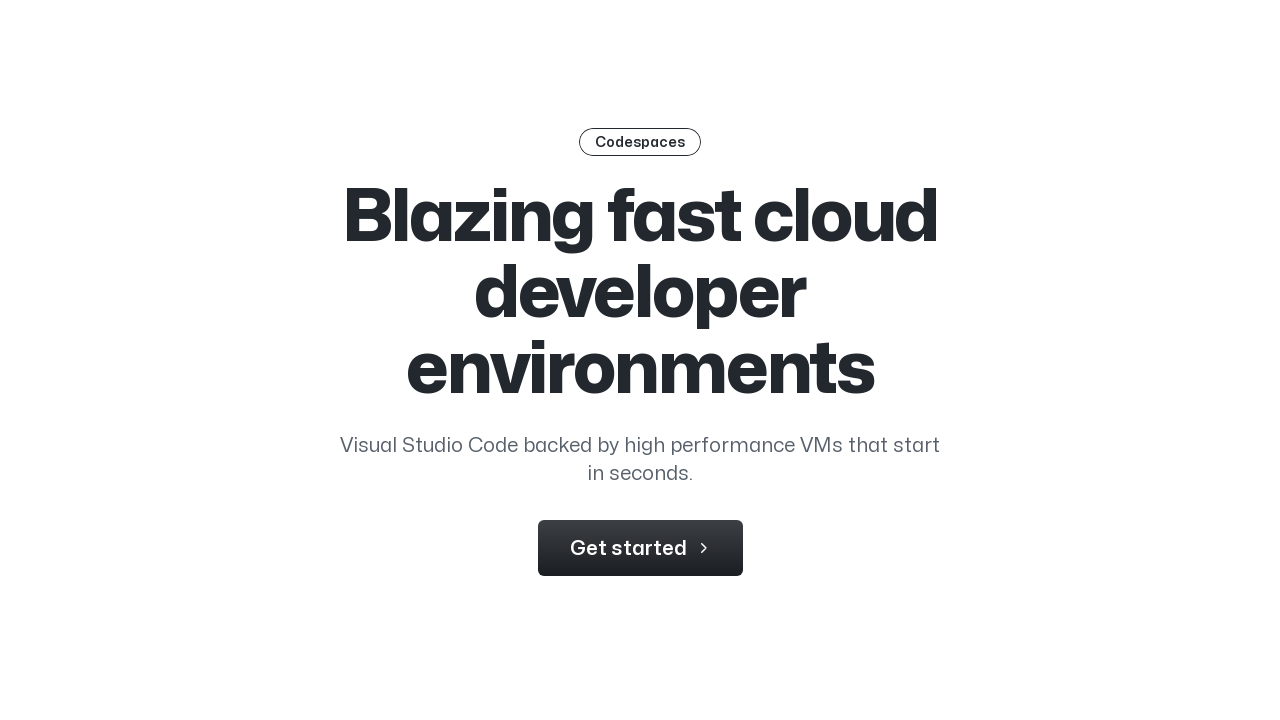 Codespaces
Blazing fast cloud
developer
environments
Visual Studio Code backed by high performance VMs that start
in seconds.
Get started